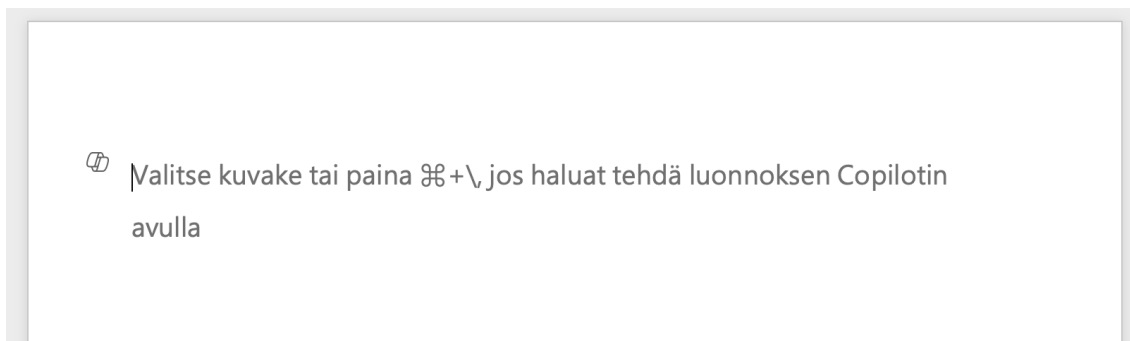 Valitse kuvake tai paina ⌘+\, jos haluat tehdä luonnoksen Copilotin
avulla